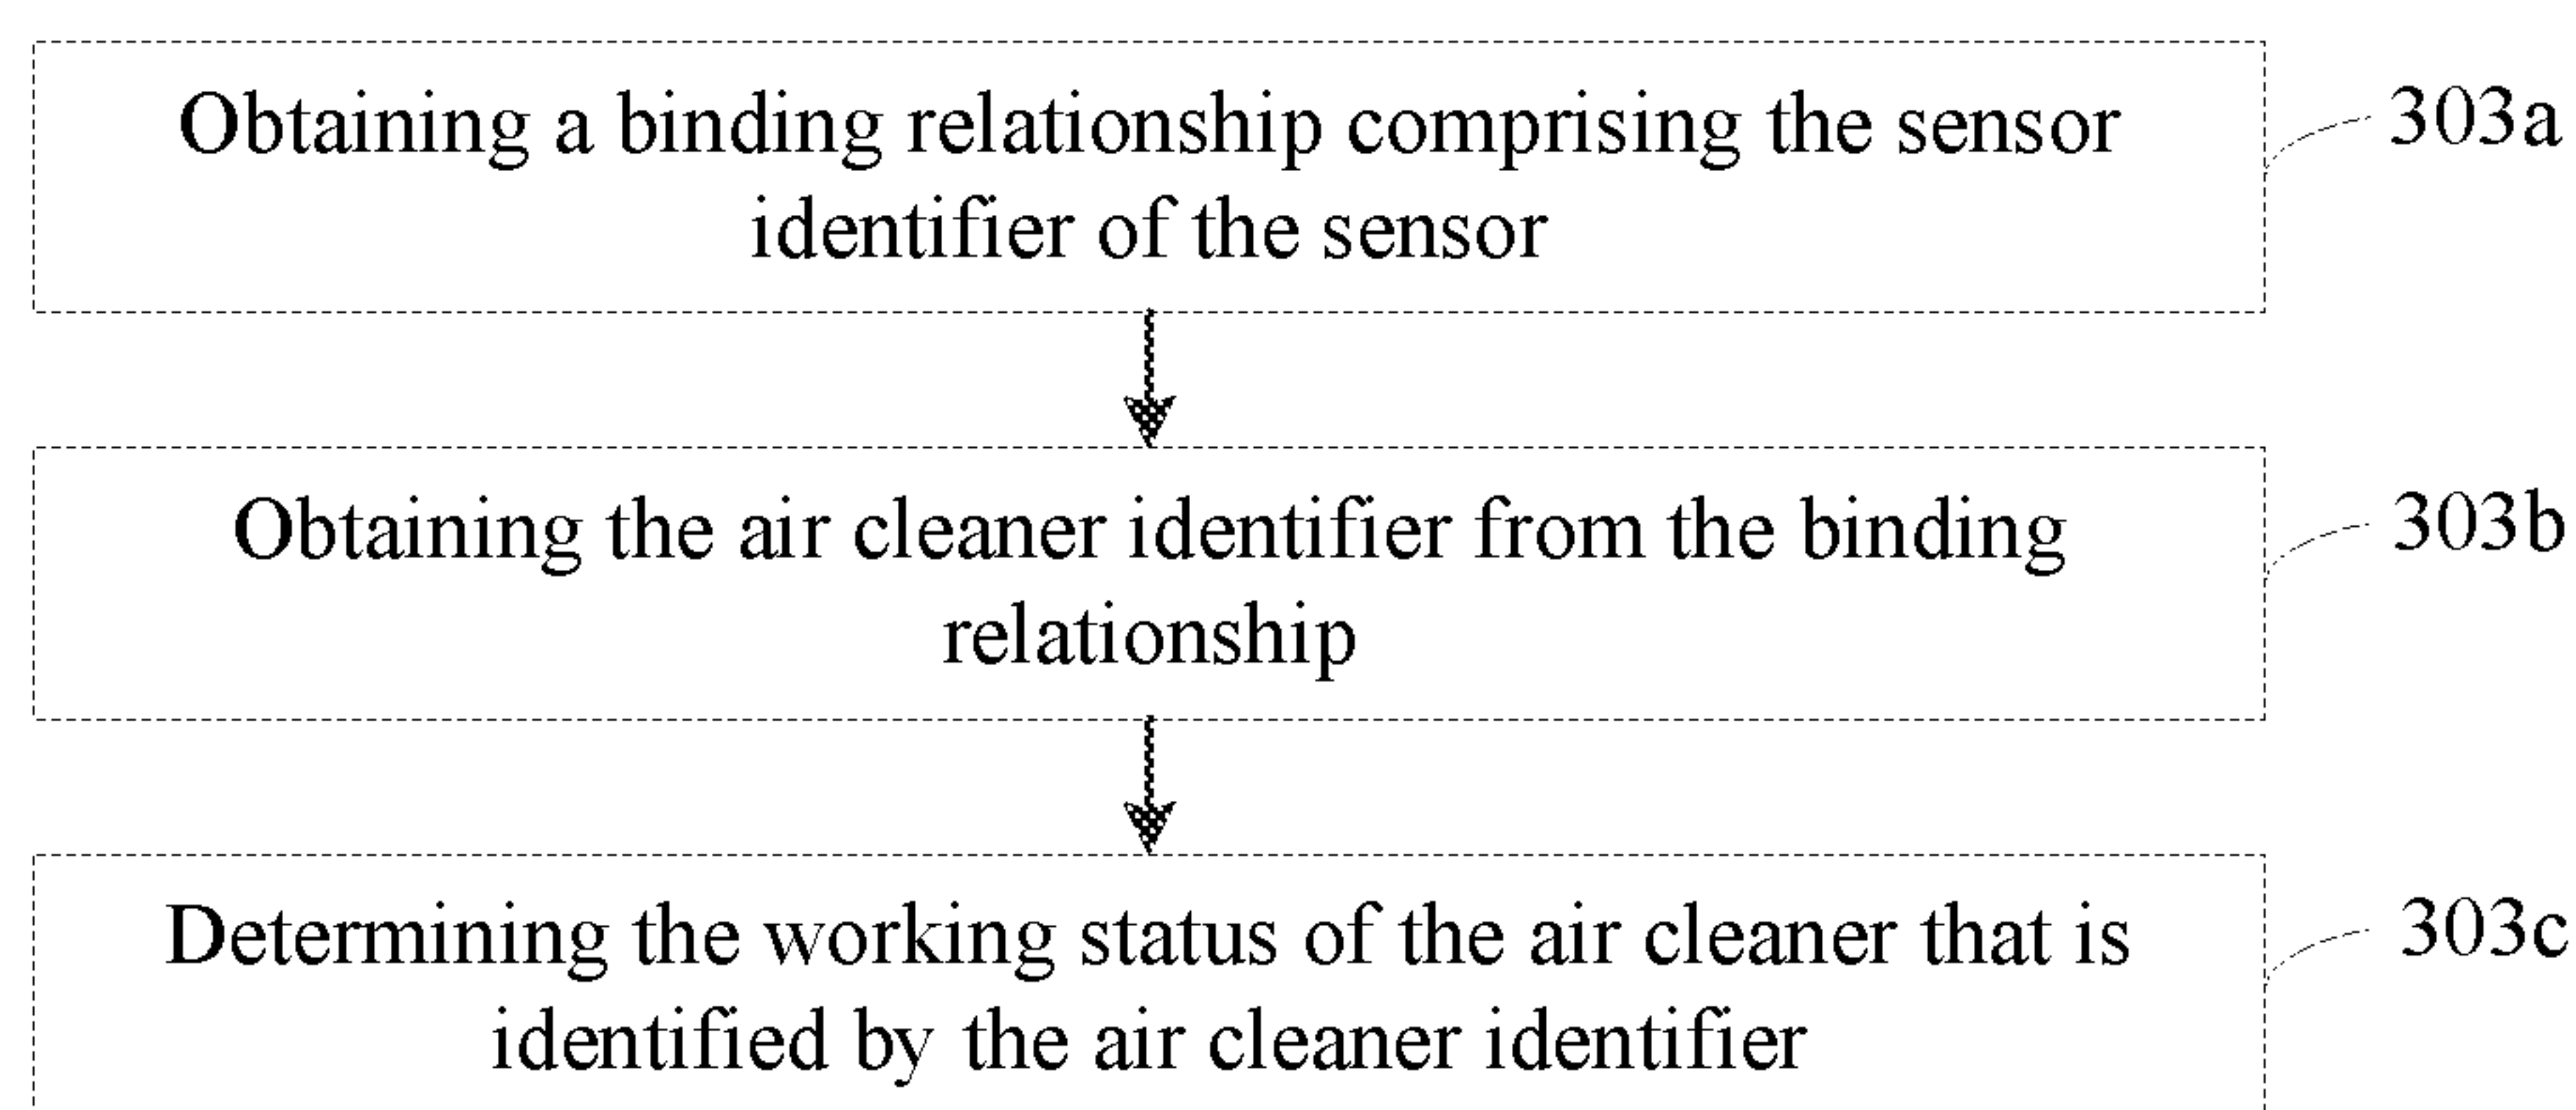 Obtaining a binding relationship comprising the sensor
303a
identifier of the sensor
Obtaining the air cleaner identifier from the binding
303b
relationship
Determining the working status of the air cleaner that is
303c
identified by the air cleaner identifier